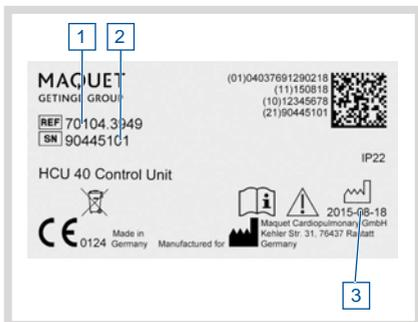 1 2
MAQUET
GETINGE GROUP
REF 70104.3949
SN 90445101
(01)04037691290218
(11)150818
(10)12345678
(21)90445101
IP22
HCU 40 Control Unit
2015-08-18
CE 0124
Made in
Germany
Manufactured for
Maquet Cardiopulmonary GmbH
Kehler Str. 31, 76437 Rastatt
Germany
3